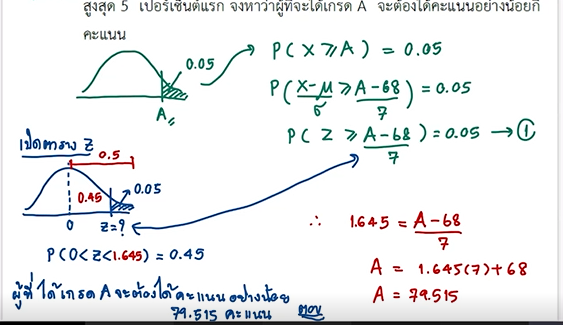 สูงสุด 5 เปอร์เซ็นต์แรก จงหาว่าผู้ที่จะได้เกรด A จะต้องได้คะแนนอย่างน้อยกี่
คะแนน
0.05
A
P(X ≥ A) = 0.05
P(X-μ/σ ≥ A-68/7) = 0.05
P(Z ≥ A-68/7) = 0.05 → ①
เปิดตาราง Z
0.5
0.45
0.05
0
Z=?
P(0<Z<1.645) = 0.45
∴ 1.645 = A-68/7
A = 1.645(7)+68
A = 79.515
ผู้ที่ได้เกรด A จะต้องได้คะแนนอย่างน้อย
79.515 คะแนน ตอบ